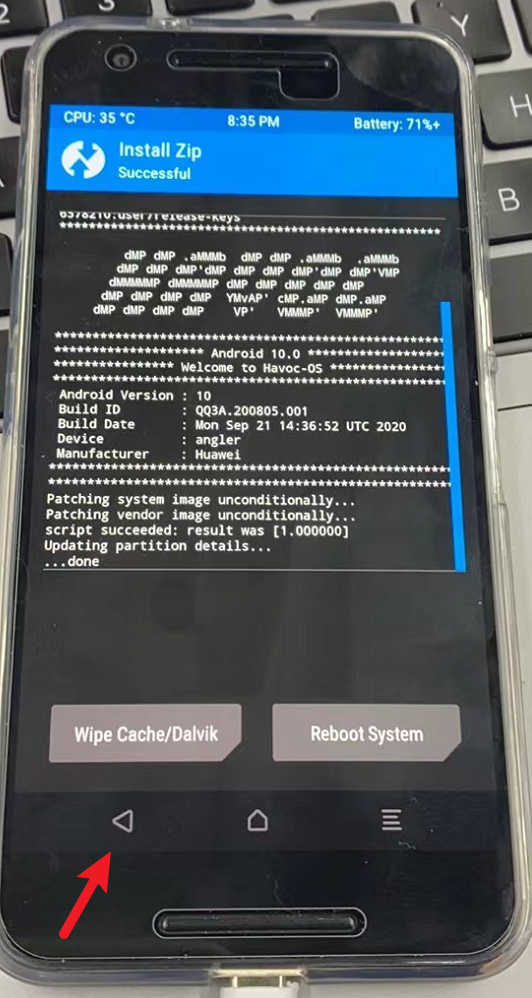 CPU: 35 °C 8:35 PM Battery: 71%+
Install Zip
Successful
6578210:user/release-keys
**********************************************
dMP dMP .aMMMb dMP dMP .aMMMb .aMMMb
dMP dMP dMP'dMP dMP dMP dMP'dMP dMP'VMP
dMMMMMP dMMMMMP dMP dMP dMP dMP dMP
dMP dMP dMP dMP YMvAP' cMP.aMP dMP.aMP
dMP dMP dMP dMP VP' VMMMP' VMMMP'
**********************************************
****************** Android 10.0 ****************
*************** Welcome to Havoc-OS *************
**********************************************
Android Version : 10
Build ID : QQ3A.200805.001
Build Date : Mon Sep 21 14:36:52 UTC 2020
Device : angler
Manufacturer : Huawei
**********************************************
**********************************************
Patching system image unconditionally...
Patching vendor image unconditionally...
script succeeded: result was [1.000000]
Updating partition details...
...done
Wipe Cache/Dalvik
Reboot System
Y
H
B